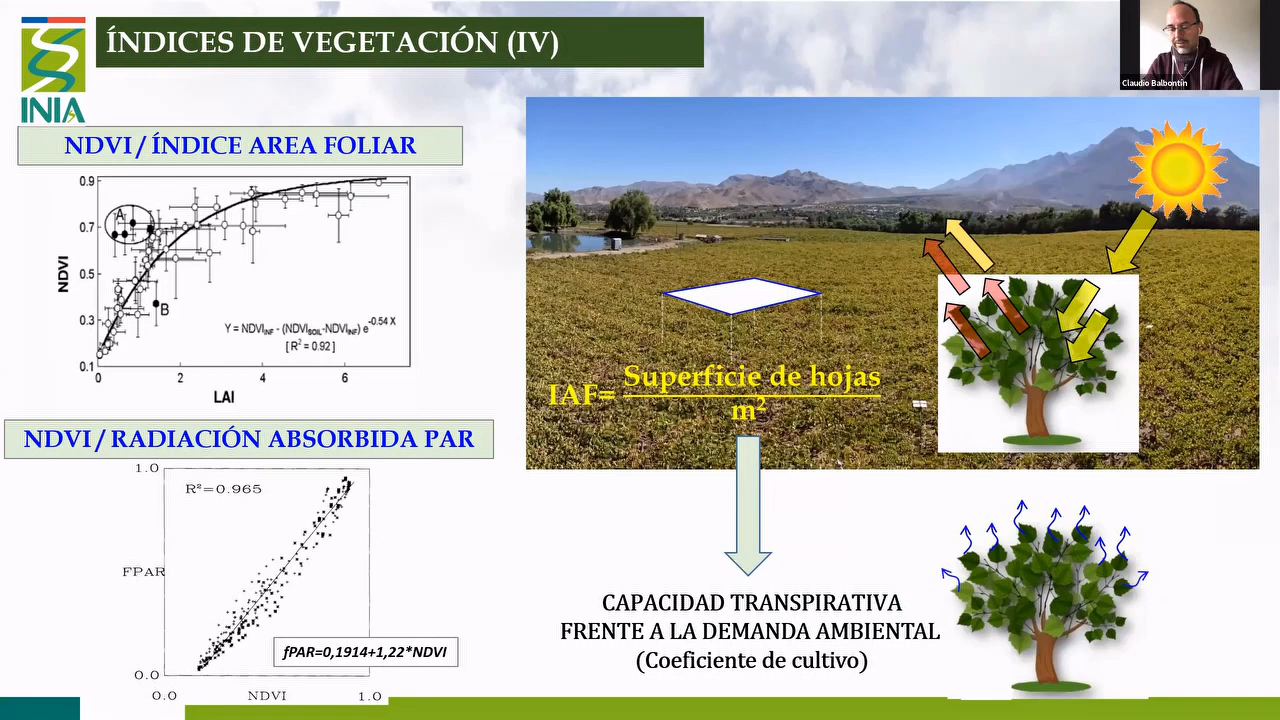 ÍNDICES DE VEGETACIÓN (IV)
INIA
Claudio Balbontín
NDVI / ÍNDICE AREA FOLIAR
0.9
0.7
0.5
0.3
0.1
NDVI
A
B
Y = NDVI_INF - (NDVI_SOIL-NDVI_INF) e^-0.54 X
[ R² = 0.92 ]
0 2 4 6
LAI
IAF= Superficie de hojas
m²
NDVI / RADIACIÓN ABSORBIDA PAR
1.0
R²=0.965
FPAR
fPAR=0,1914+1,22*NDVI
0.0
0.0 NDVI 1.0
CAPACIDAD TRANSPIRATIVA
FRENTE A LA DEMANDA AMBIENTAL
(Coeficiente de cultivo)